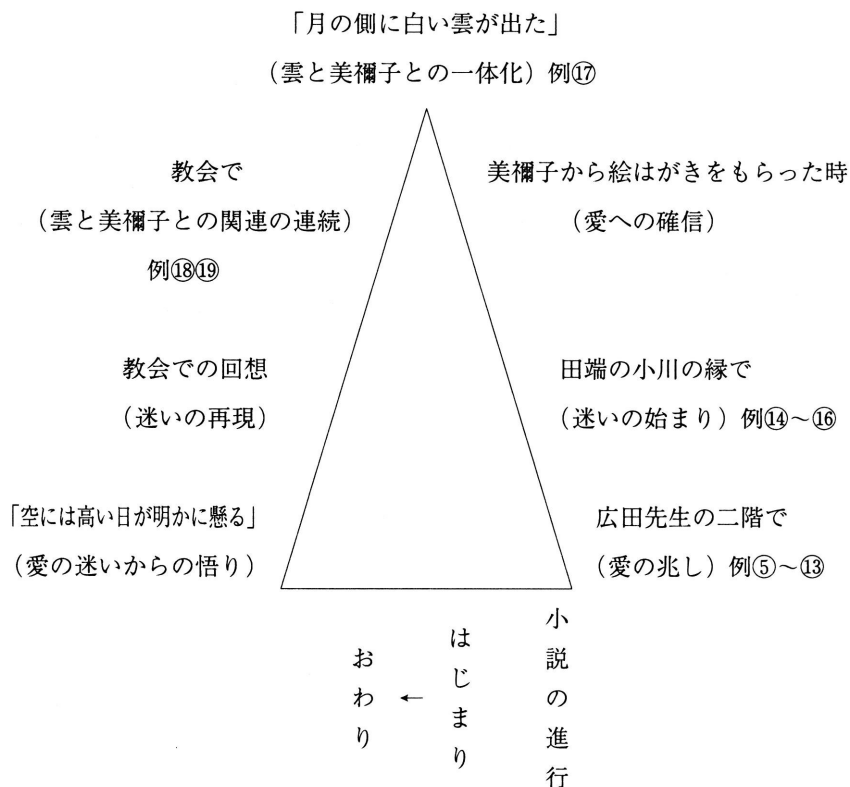 「月の側に白い雲が出た」
(雲と美禰子との一体化)例⑰
教会で
(雲と美禰子との関連の連続)
例⑱⑲
美禰子から絵はがきをもらった時
(愛への確信)
教会での回想
(迷いの再現)
田端の小川の縁で
(迷いの始まり)例⑭〜⑯
「空には高い日が明かに懸る」
(愛の迷いからの悟り)
広田先生の二階で
(愛の兆し)例⑤〜⑬
小説の進行
はじまり
←
おわり